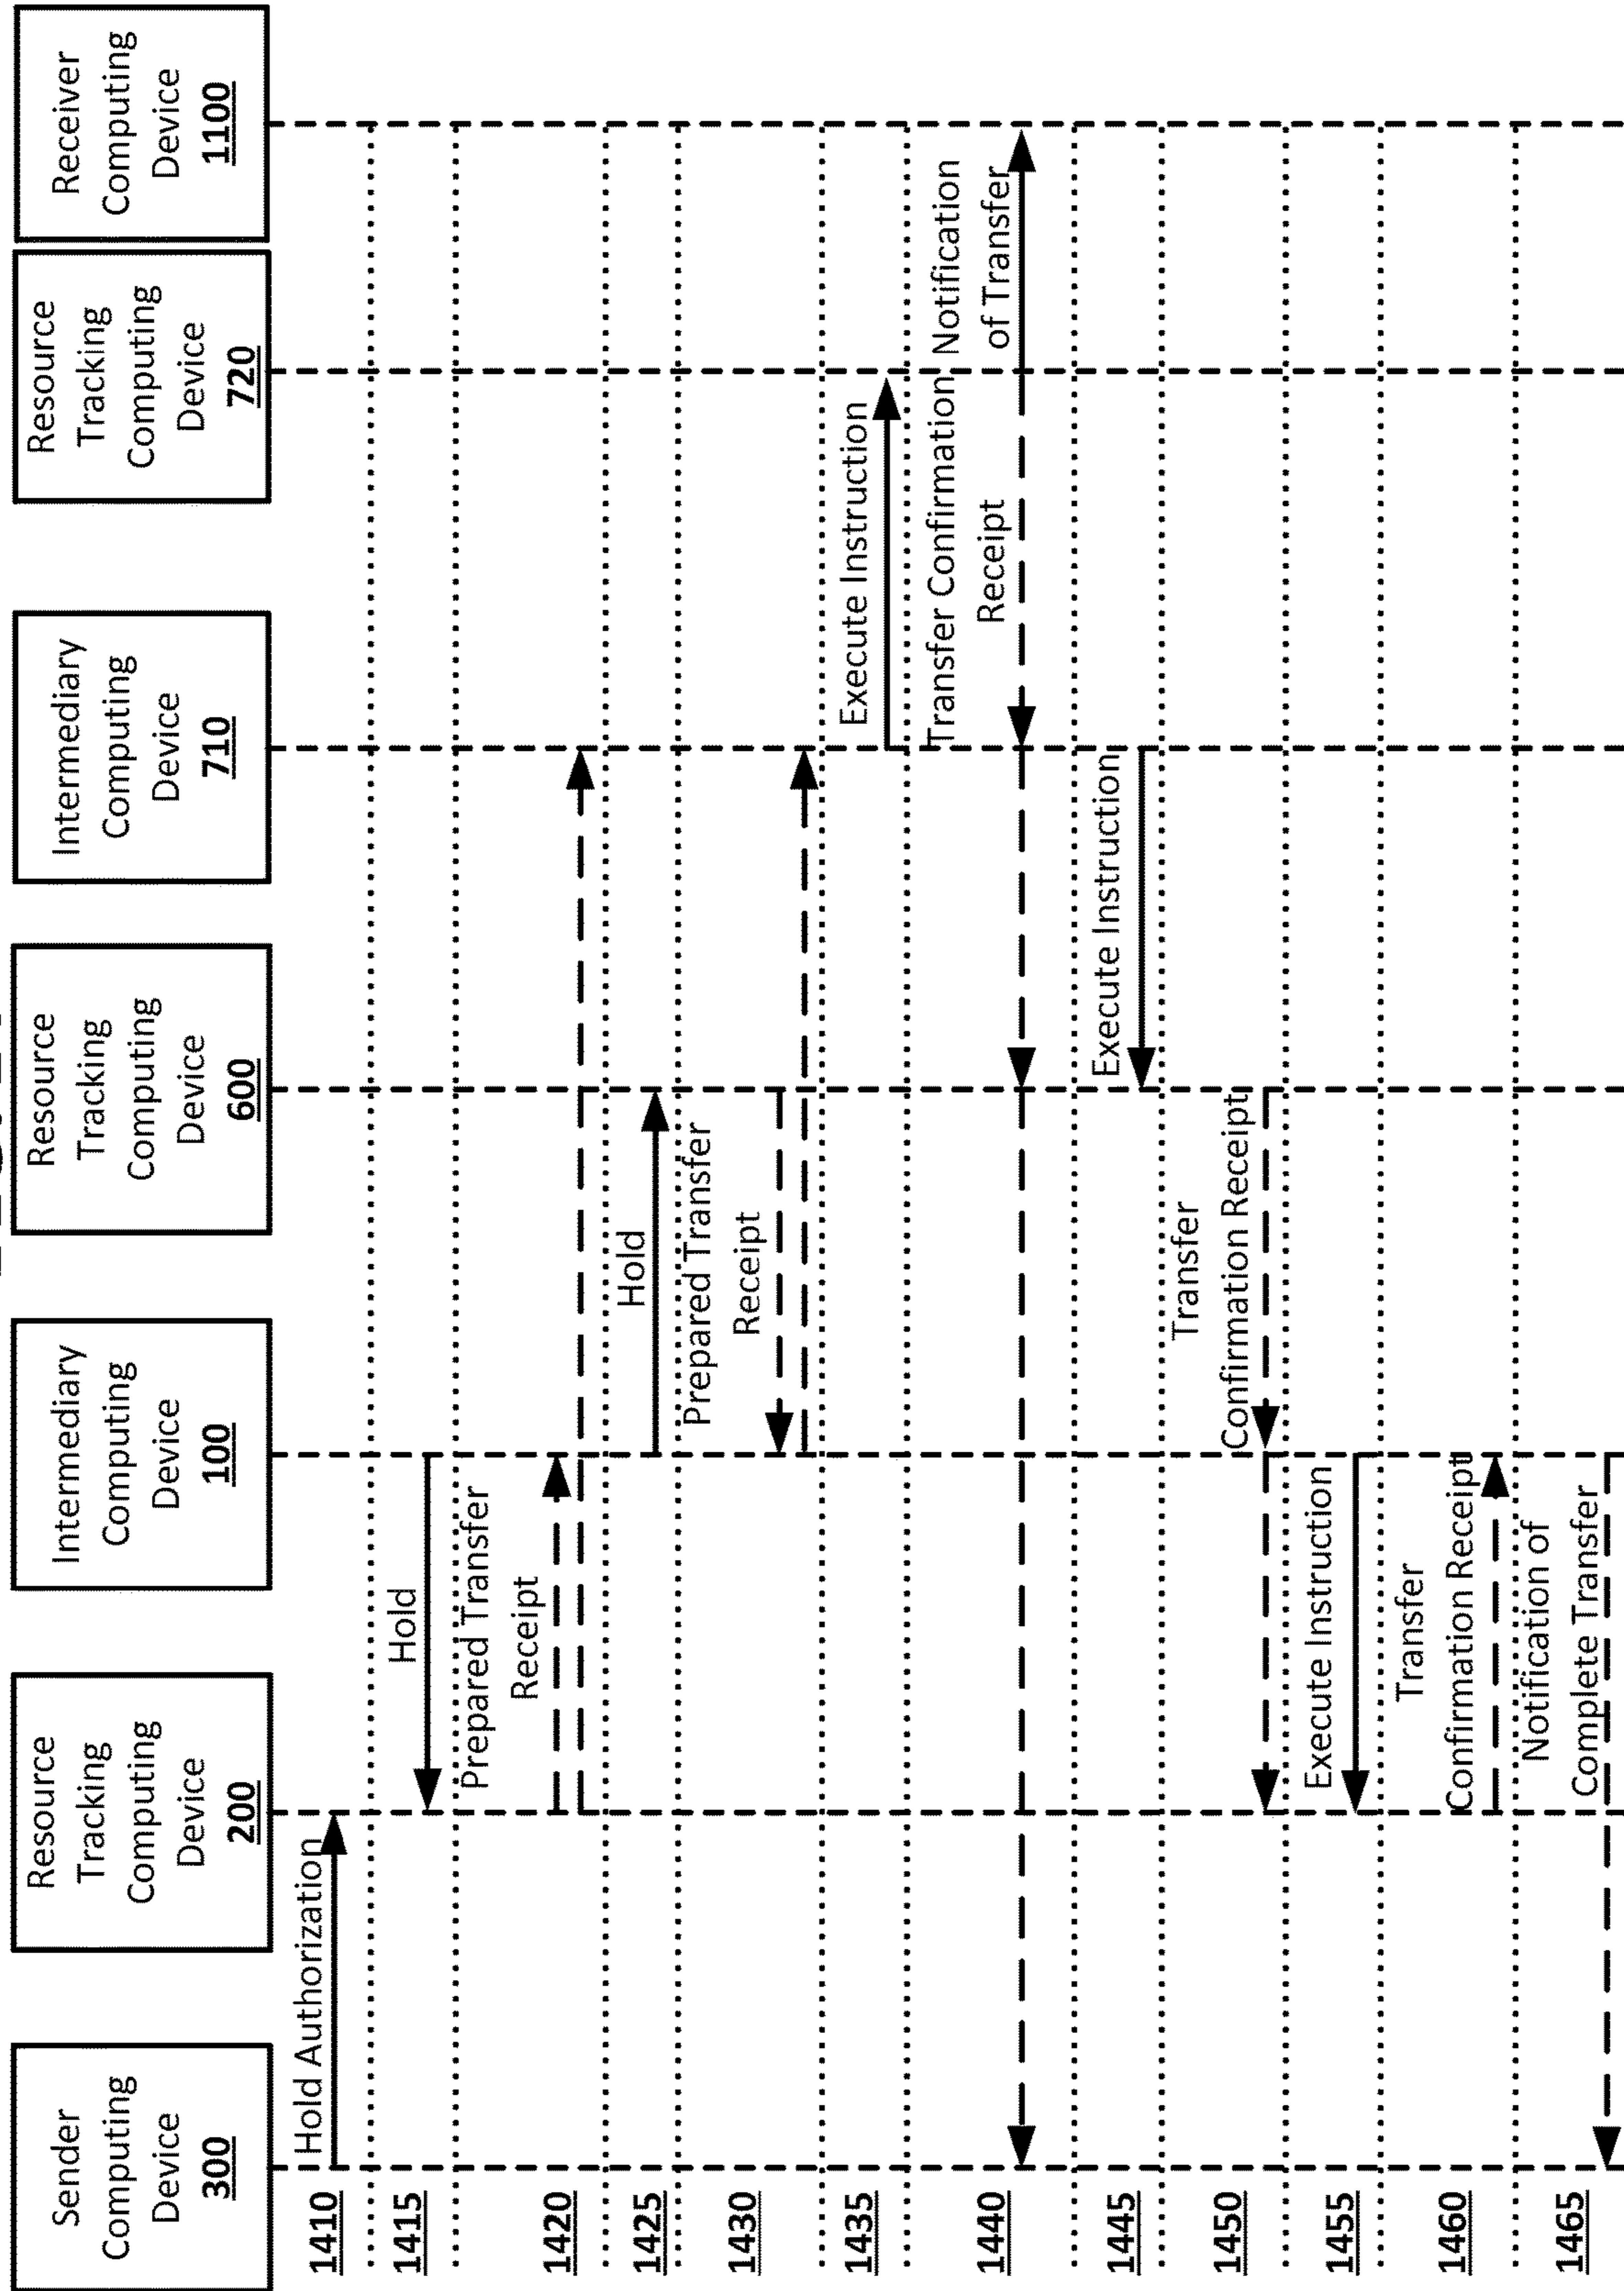 Sender
Computing
Device
300
Resource
Tracking
Computing
Device
200
Intermediary
Computing
Device
100
Resource
Tracking
Computing
Device
600
Intermediary
Computing
Device
710
Resource
Tracking
Computing
Device
720
Receiver
Computing
Device
1100
1410
Hold Authorization
1415
Hold
1420
Prepared Transfer
Receipt
1425
Hold
1430
Prepared Transfer
Receipt
1435
Execute Instruction
1440
Transfer Confirmation
Receipt
Notification
of Transfer
1445
Execute Instruction
1450
Transfer
Confirmation Receipt
1455
Execute Instruction
1460
Transfer
Confirmation Receipt
1465
Notification of
Complete Transfer